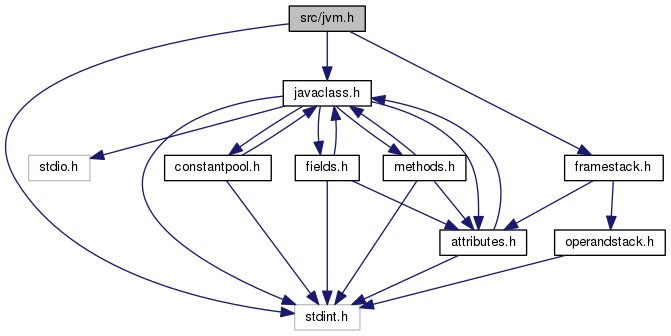 src/jvm.h
javaclass.h
stdio.h
constantpool.h
fields.h
methods.h
framestack.h
attributes.h
operandstack.h
stdint.h